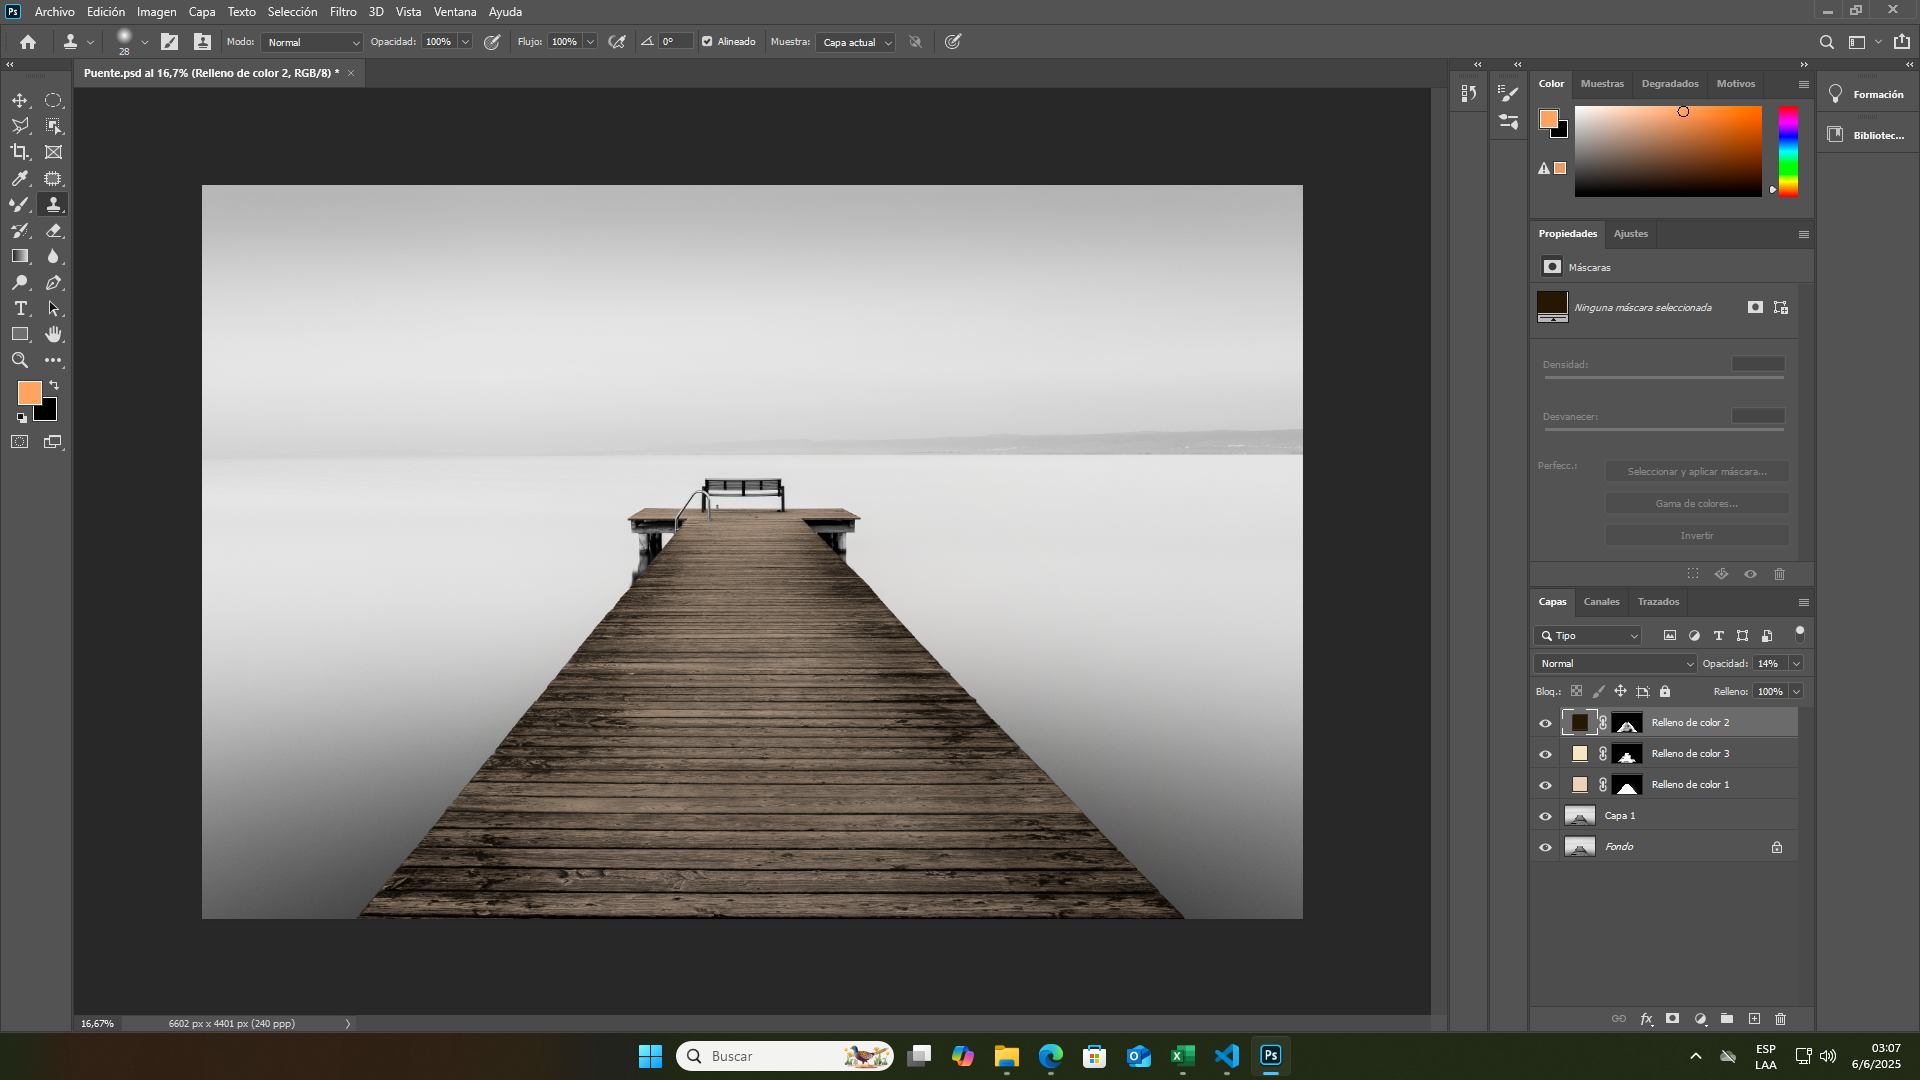 Ps Archivo Edición Imagen Capa Texto Selección Filtro 3D Vista Ventana Ayuda
28 Modo: Normal Opacidad: 100% Flujo: 100% 0° Alineado Muestra: Capa actual
Puente.psd al 16,7% (Relleno de color 2, RGB/8) * ×
Color Muestras Degradados Motivos
Formación
Bibliotec...
Propiedades Ajustes
Máscaras
Ninguna máscara seleccionada
Densidad:
Desvanecer:
Perfecc.: Seleccionar y aplicar máscara...
Gama de colores...
Invertir
Capas Canales Trazados
Tipo
Normal Opacidad: 14%
Bloq.: Relleno: 100%
Relleno de color 2
Relleno de color 3
Relleno de color 1
Capa 1
Fondo
fx
16,67% 6602 px x 4401 px (240 ppp)
Buscar
Ps
ESP
LAA
03:07
6/6/2025